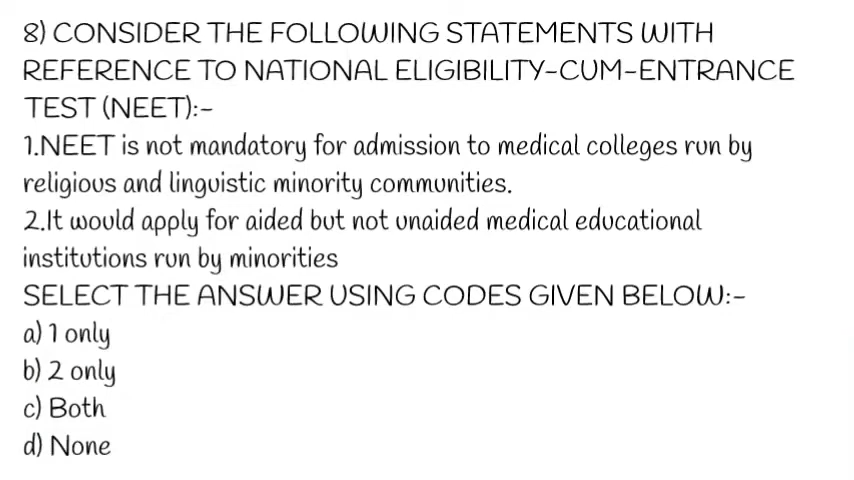 8) CONSIDER THE FOLLOWING STATEMENTS WITH
REFERENCE TO NATIONAL ELIGIBILITY-CUM-ENTRANCE
TEST (NEET):-
1.NEET is not mandatory for admission to medical colleges run by
religious and linguistic minority communities.
2.It would apply for aided but not unaided medical educational
institutions run by minorities
SELECT THE ANSWER USING CODES GIVEN BELOW:-
a) 1 only
b) 2 only
c) Both
d) None